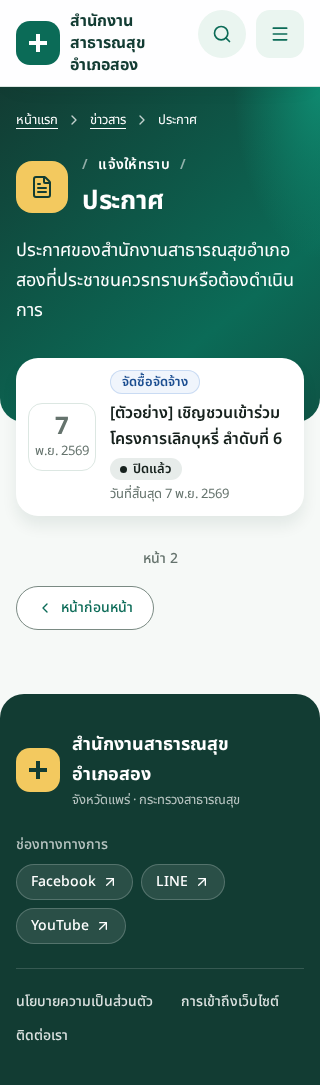 สำนักงาน
สาธารณสุข
อำเภอสอง
หน้าแรก
ข่าวสาร
ประกาศ
/ แจ้งให้ทราบ /
ประกาศ
ประกาศของสำนักงานสาธารณสุขอำเภอ
สองที่ประชาชนควรทราบหรือต้องดำเนิน
การ
จัดซื้อจัดจ้าง
7
พ.ย. 2569
[ตัวอย่าง] เชิญชวนเข้าร่วม
โครงการเลิกบุหรี่ ลำดับที่ 6
ปิดแล้ว
วันที่สิ้นสุด 7 พ.ย. 2569
หน้า 2
หน้าก่อนหน้า
สำนักงานสาธารณสุข
อำเภอสอง
จังหวัดแพร่ · กระทรวงสาธารณสุข
ช่องทางทางการ
Facebook
LINE
YouTube
นโยบายความเป็นส่วนตัว
การเข้าถึงเว็บไซต์
ติดต่อเรา